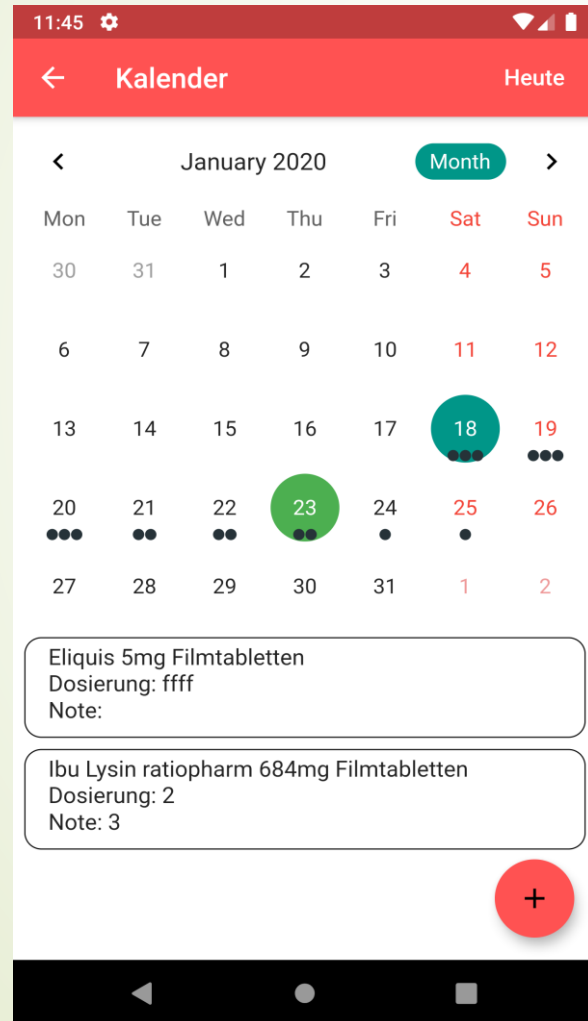 11:45
Kalender Heute
January 2020 Month
Mon Tue Wed Thu Fri Sat Sun
30 31 1 2 3 4 5
6 7 8 9 10 11 12
13 14 15 16 17 18 19
20 21 22 23 24 25 26
27 28 29 30 31 1 2
Eliquis 5mg Filmtabletten
Dosierung: ffff
Note:
Ibu Lysin ratiopharm 684mg Filmtabletten
Dosierung: 2
Note: 3
+